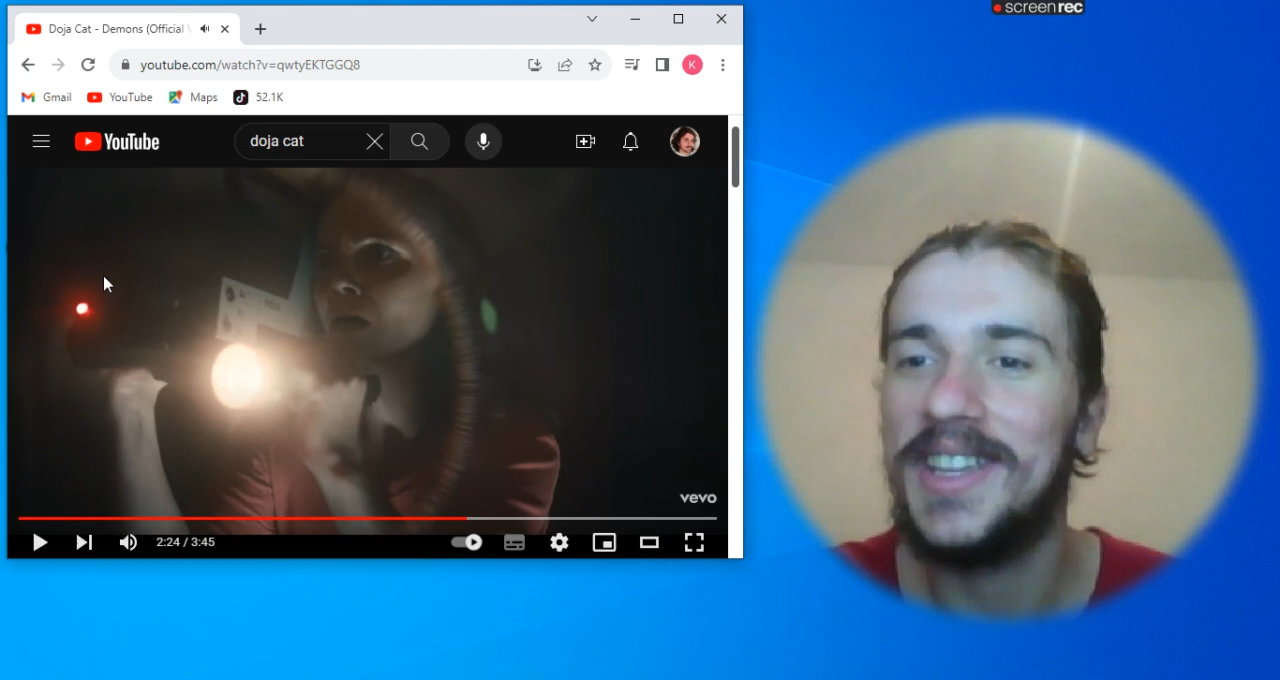 screenrec
Doja Cat - Demons (Official
youtube.com/watch?v=qwtyEKTGGQ8
K
Gmail
YouTube
Maps
52.1K
YouTube
doja cat
vevo
2:24 / 3:45